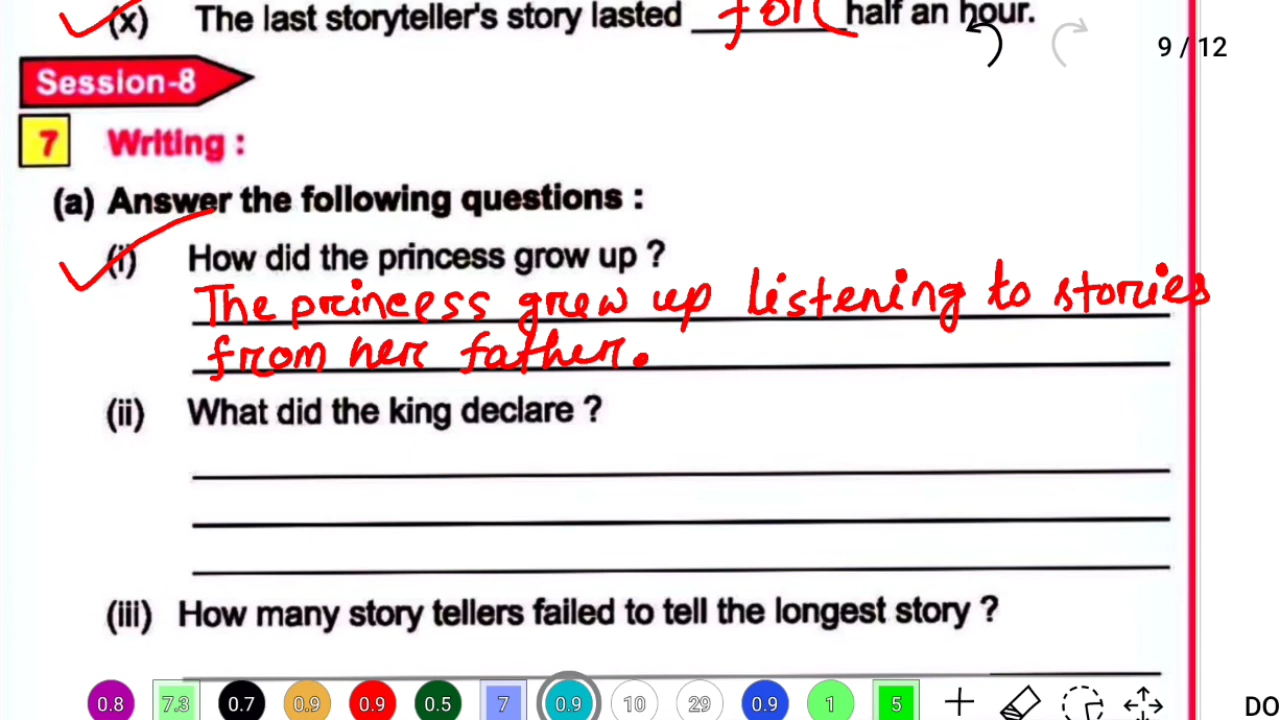 (x) The last storyteller's story lasted for half an hour.
9 / 12
Session-8
7 Writing :
(a) Answer the following questions :
(i) How did the princess grow up ?
The princess grew up listening to stories
from her father.
(ii) What did the king declare ?
(iii) How many story tellers failed to tell the longest story ?
0.8 7.3 0.7 0.9 0.9 0.5 7 0.9 10 29 0.9 1 5 DO